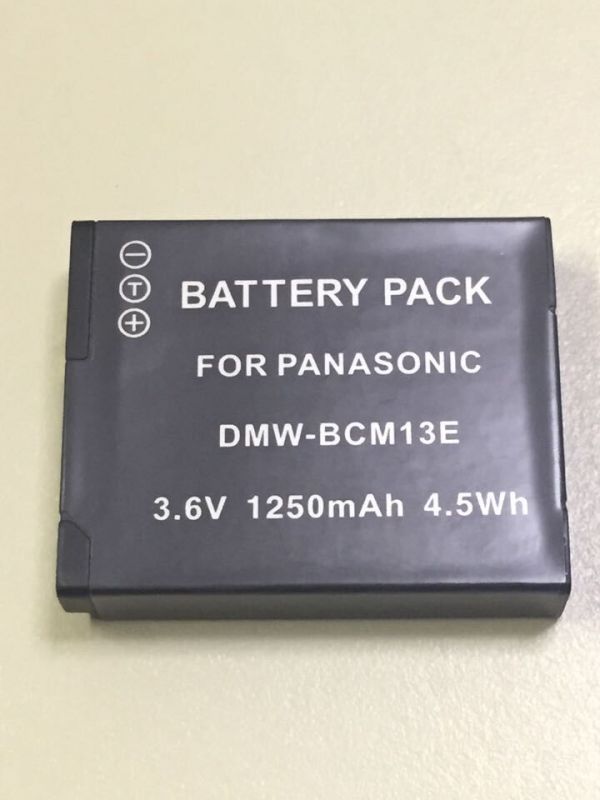 −
T
+
BATTERY PACK
FOR PANASONIC
DMW-BCM13E
3.6V 1250mAh 4.5Wh